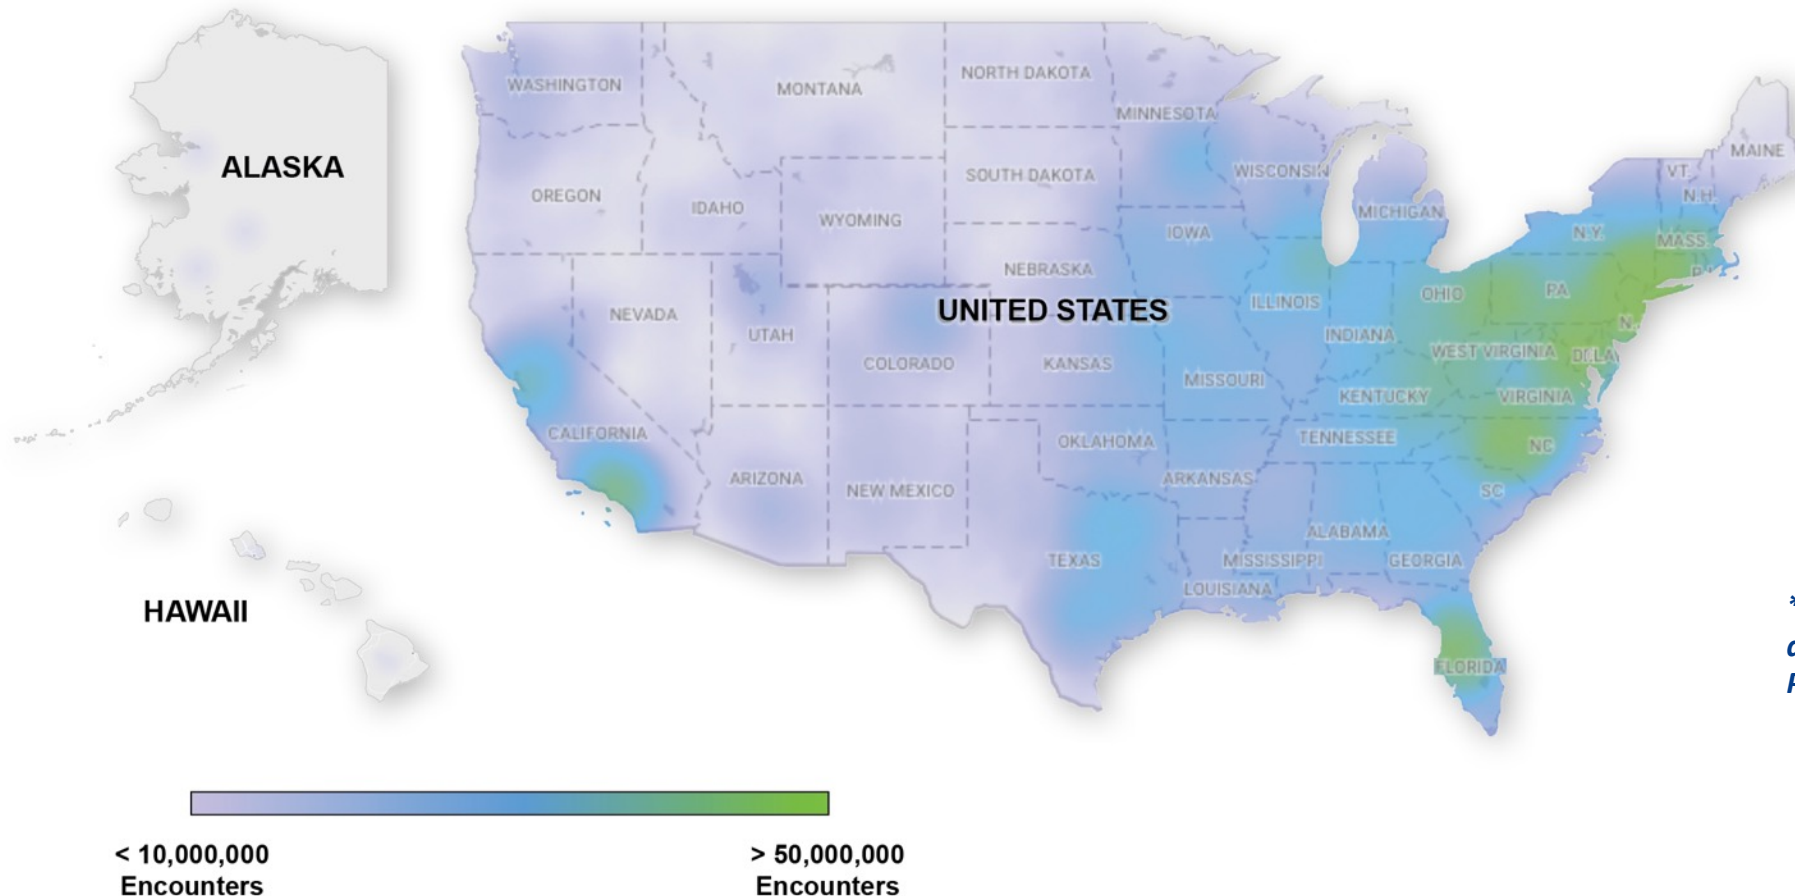 WASHINGTON
MONTANA
NORTH DAKOTA
MINNESOTA
MAINE
VT.
N.H.
ALASKA
OREGON
IDAHO
WYOMING
SOUTH DAKOTA
WISCONSIN
MICHIGAN
IOWA
N.Y.
MASS.
NEBRASKA
UNITED STATES
ILLINOIS
OHIO
PA
NEVADA
UTAH
COLORADO
KANSAS
INDIANA
WEST VIRGINIA
MISSOURI
KENTUCKY
VIRGINIA
CALIFORNIA
OKLAHOMA
TENNESSEE
NC
ARIZONA
NEW MEXICO
ARKANSAS
SC
ALABAMA
TEXAS
MISSISSIPPI
GEORGIA
LOUISIANA
HAWAII
FLORIDA
*
< 10,000,000
Encounters
> 50,000,000
Encounters